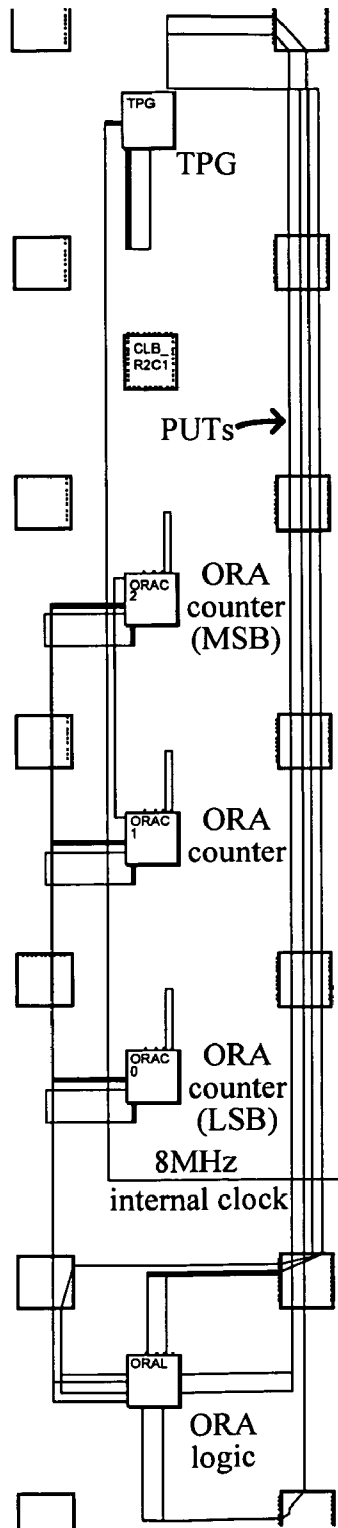 TPG
TPG
CLB_
R2C1
PUTs
ORAC
2
ORA
counter
(MSB)
ORAC
1
ORA
counter
ORAC
0
ORA
counter
(LSB)
8MHz
internal clock
ORAL
ORA
logic